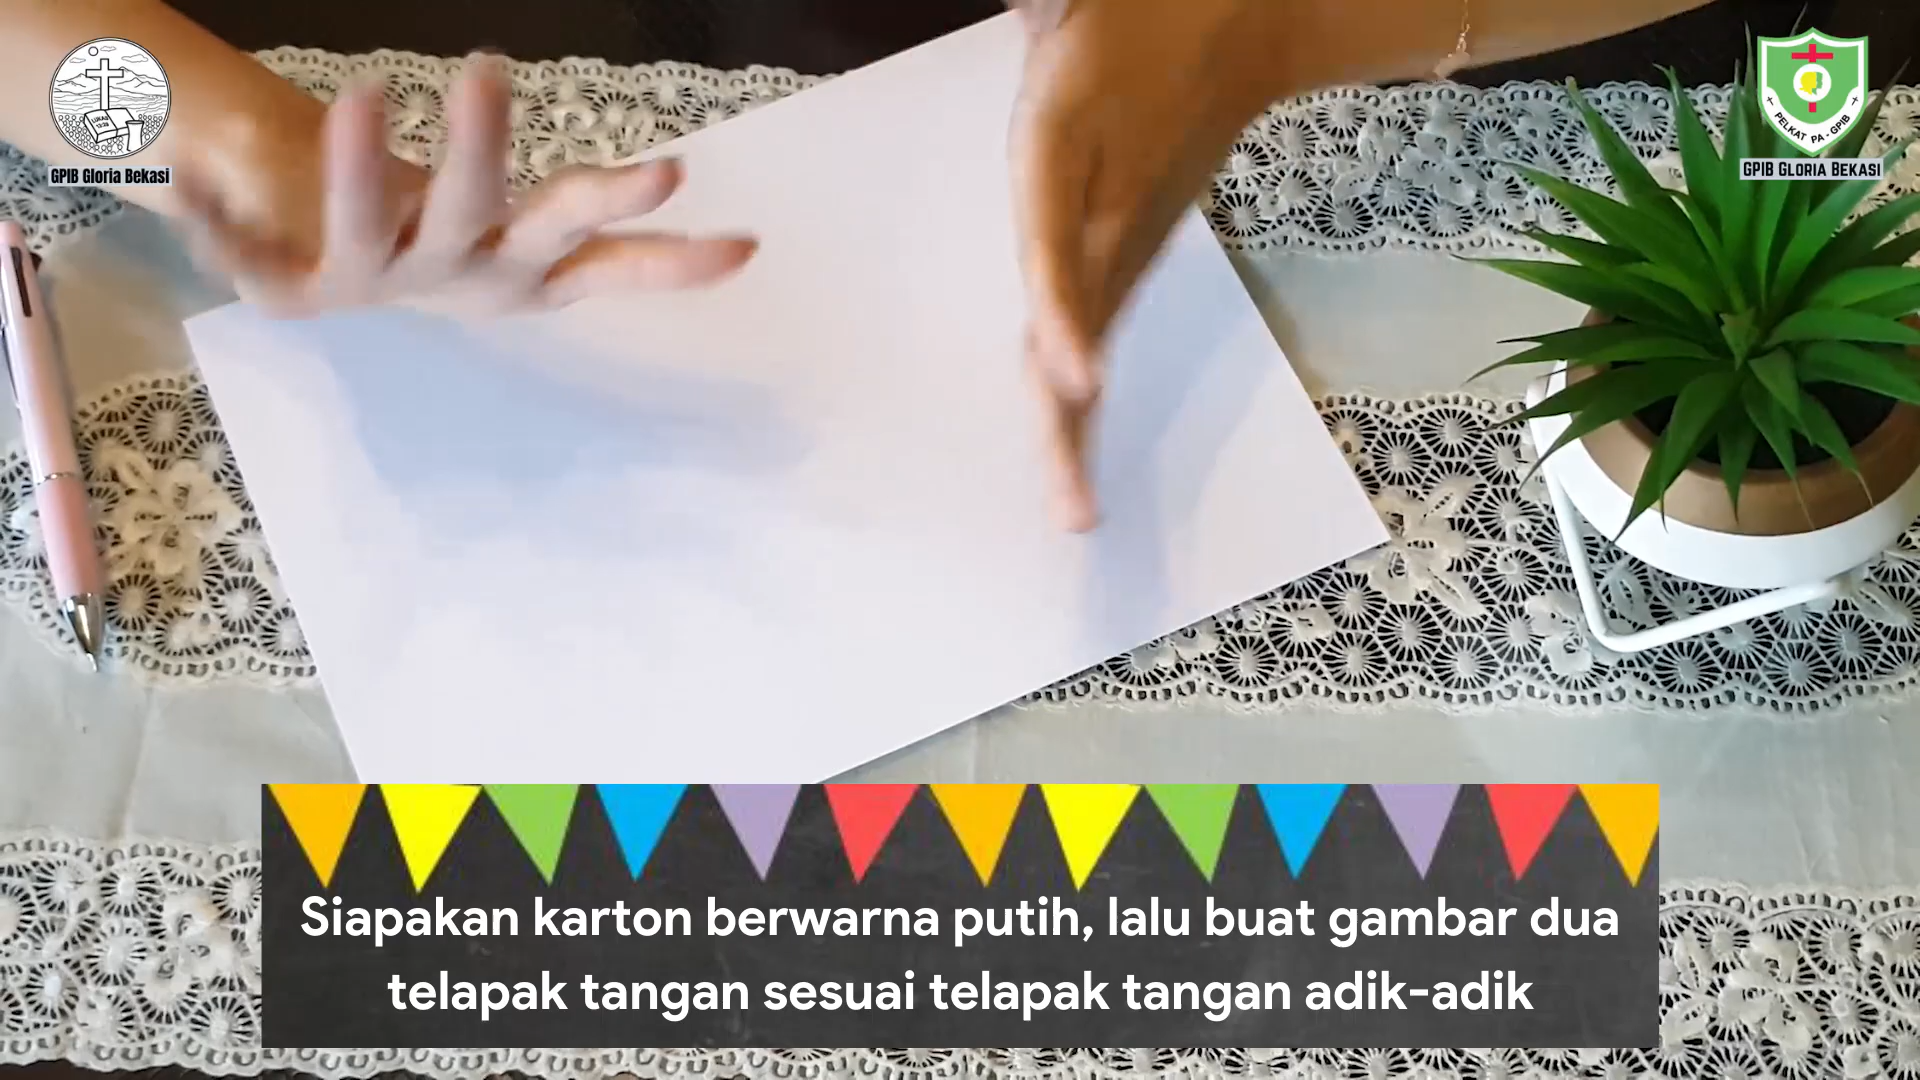 LUKAS
GPIB Gloria Bekasi
PELKAT PA - GPIB
GPIB GLORIA BEKASI
Siapakan karton berwarna putih, lalu buat gambar dua
telapak tangan sesuai telapak tangan adik-adik